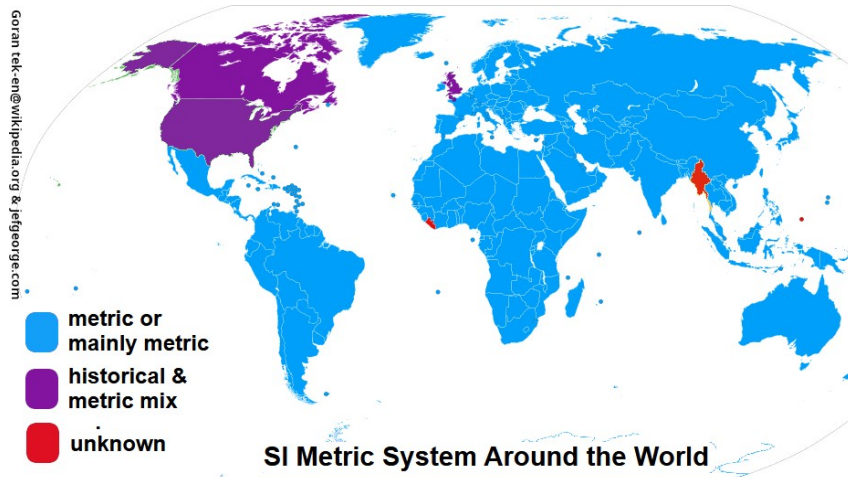 Goran tek-en@wikipedia.org & jefgeorge.com
metric or
mainly metric
historical &
metric mix
unknown
SI Metric System Around the World